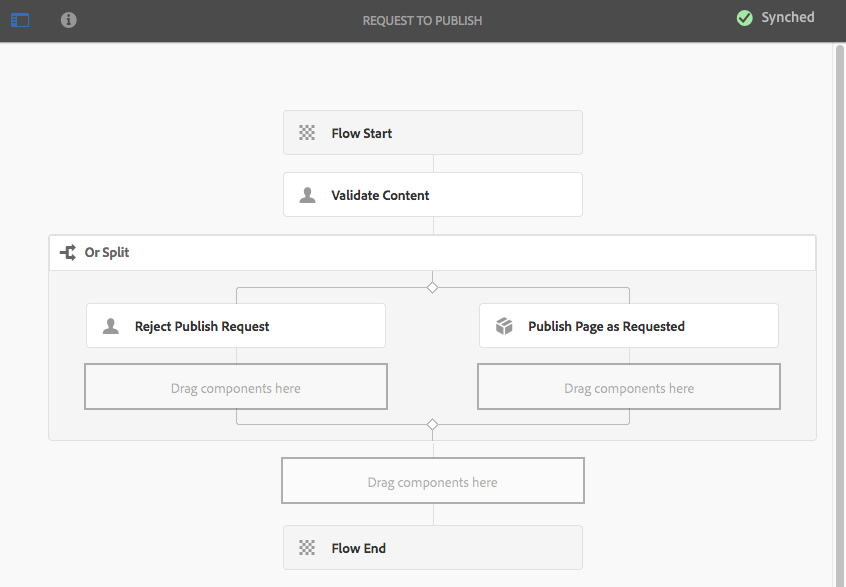 REQUEST TO PUBLISH
Synched
Flow Start
Validate Content
Or Split
Reject Publish Request
Publish Page as Requested
Drag components here
Drag components here
Drag components here
Flow End